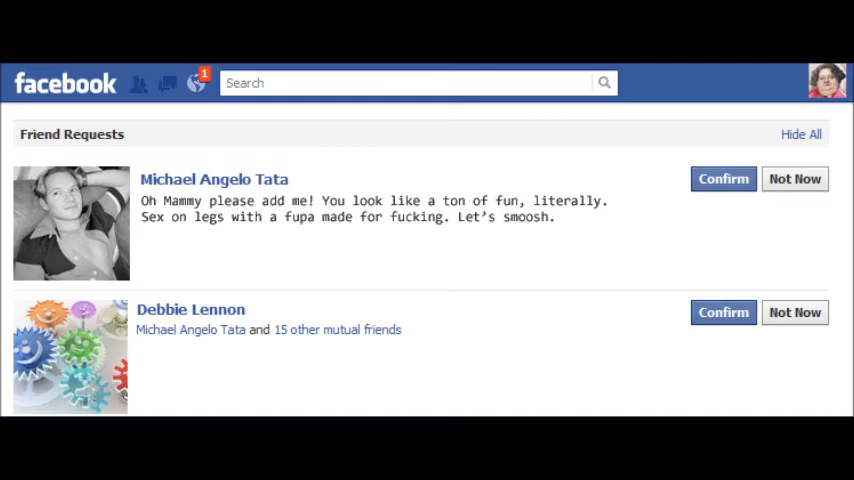 facebook
1
Search
Friend Requests
Hide All
Michael Angelo Tata
Confirm
Not Now
Oh Mammy please add me! You look like a ton of fun, literally.
Sex on legs with a fupa made for fucking. Let's smoosh.
Debbie Lennon
Confirm
Not Now
Michael Angelo Tata and 15 other mutual friends